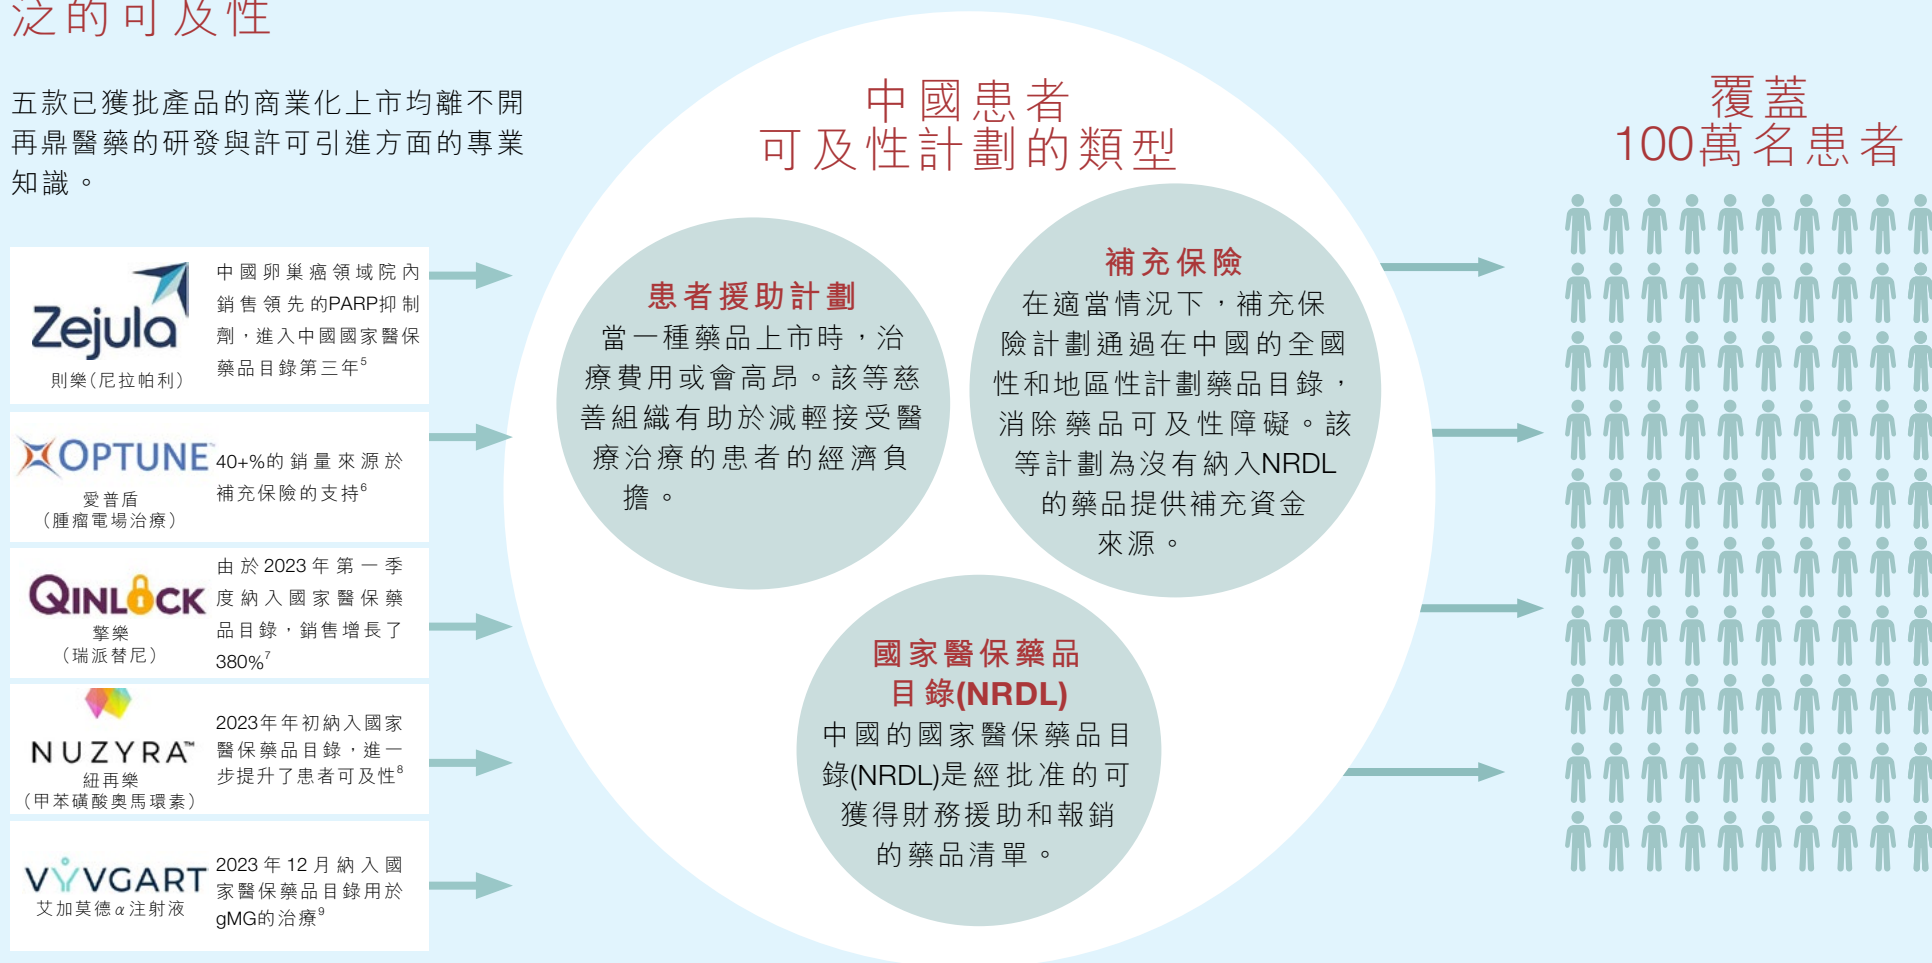 泛的可及性
五款已獲批產品的商業化上市均離不開
再鼎醫藥的研發與許可引進方面的專業
知識。
Zejula
則樂(尼拉帕利)
中國卵巢癌領域院內
銷售領先的PARP抑制
劑，進入中國國家醫保
藥品目錄第三年5
OPTUNE
愛普盾
（腫瘤電場治療）
40+%的銷量來源於
補充保險的支持6
QINLOCK
擎樂
（瑞派替尼）
由於2023年第一季
度納入國家醫保藥
品目錄，銷售增長了
380%7
NUZYRA™
紐再樂
（甲苯磺酸奧馬環素）
2023年年初納入國家
醫保藥品目錄，進一
步提升了患者可及性8
VYVGART
艾加莫德α注射液
2023年12月納入國
家醫保藥品目錄用於
gMG的治療9
中國患者
可及性計劃的類型
患者援助計劃
當一種藥品上市時，治
療費用或會高昂。該等慈
善組織有助於減輕接受醫
療治療的患者的經濟負
擔。
補充保險
在適當情況下，補充保
險計劃通過在中國的全國
性和地區性計劃藥品目錄，
消除藥品可及性障礙。該
等計劃為沒有納入NRDL
的藥品提供補充資金
來源。
國家醫保藥品
目錄(NRDL)
中國的國家醫保藥品目
錄(NRDL)是經批准的可
獲得財務援助和報銷
的藥品清單。
覆蓋
100萬名患者